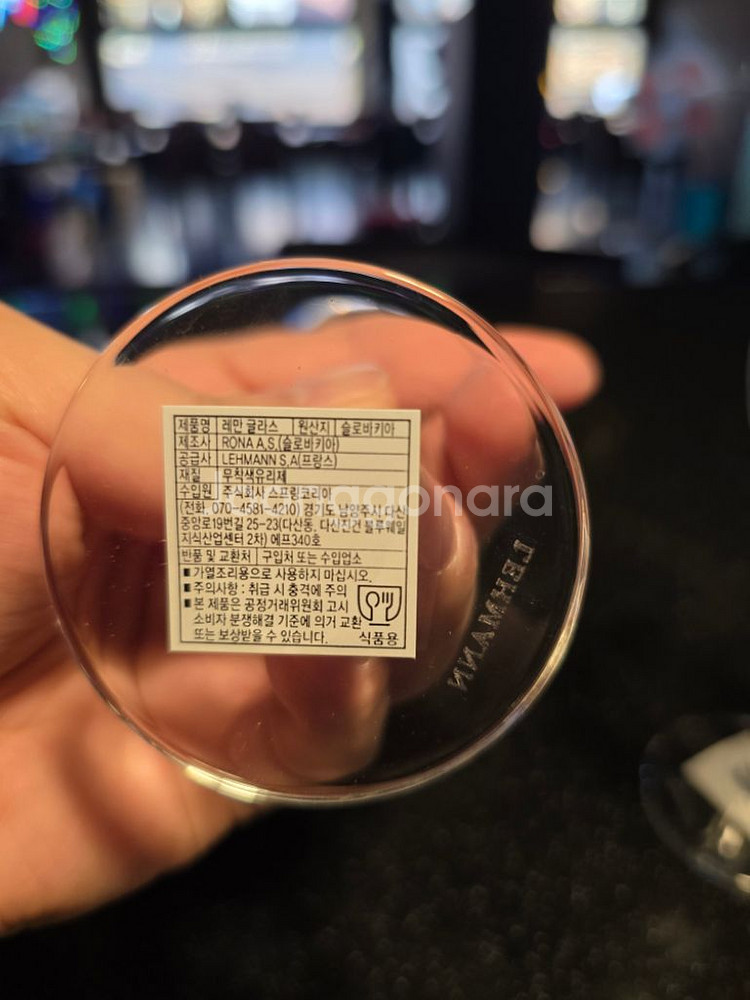 제품명 레만 글라스 원산지 슬로바키아
제조사 RONA A.S.(슬로바키아)
공급사 LEHMANN S.A(프랑스)
재질 무착색유리제
수입원 주식회사 스프링코리아
(전화. 070-4581-4210) 경기도 남양주시 다산
중앙로19번길 25-23(다산동, 다산진건 블루웨일
지식산업센터 2차) 에프340호
반품 및 교환처 구입처 또는 수입업소
■ 가열조리용으로 사용하지 마십시오.
■ 주의사항 : 취급 시 충격에 주의
■ 본 제품은 공정거래위원회 고시
소비자 분쟁해결 기준에 의거 교환
또는 보상받을 수 있습니다.
식품용
LEHMANN